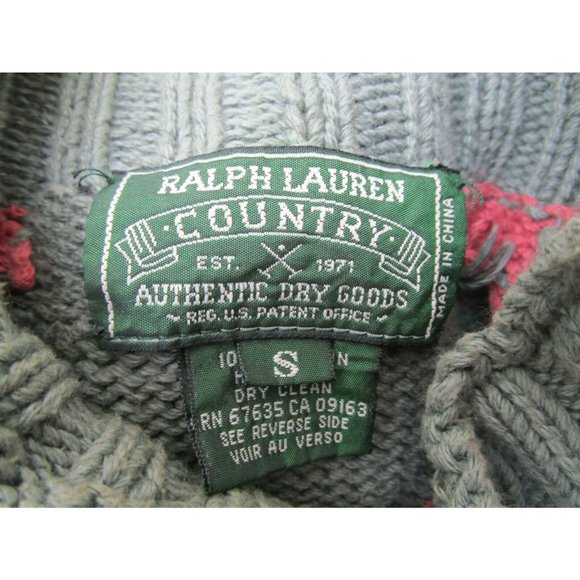 RALPH LAUREN
COUNTRY
EST. 1971
AUTHENTIC DRY GOODS
REG. U.S. PATENT OFFICE
MADE IN CHINA
S
DRY CLEAN
RN 67635 CA 09163
SEE REVERSE SIDE
VOIR AU VERSO